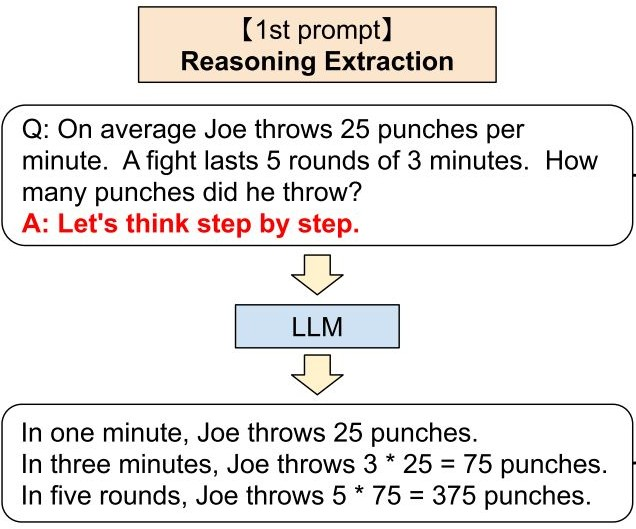 【1st prompt】
Reasoning Extraction
Q: On average Joe throws 25 punches per
minute.  A fight lasts 5 rounds of 3 minutes.  How
many punches did he throw?
A: Let's think step by step.
LLM
In one minute, Joe throws 25 punches.
In three minutes, Joe throws 3 * 25 = 75 punches.
In five rounds, Joe throws 5 * 75 = 375 punches.